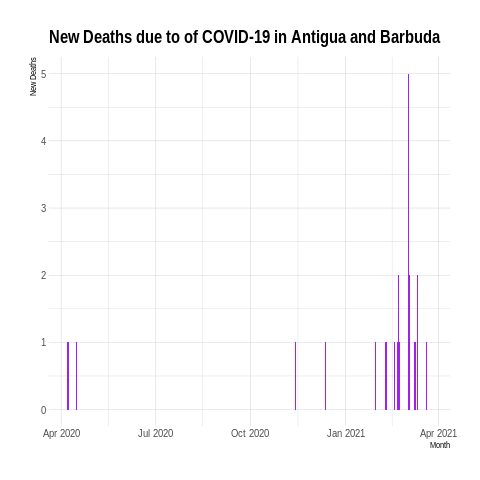 New Deaths due to of COVID-19 in Antigua and Barbuda
New Deaths
5
4
3
2
1
0
Apr 2020 Jul 2020 Oct 2020 Jan 2021 Apr 2021
Month